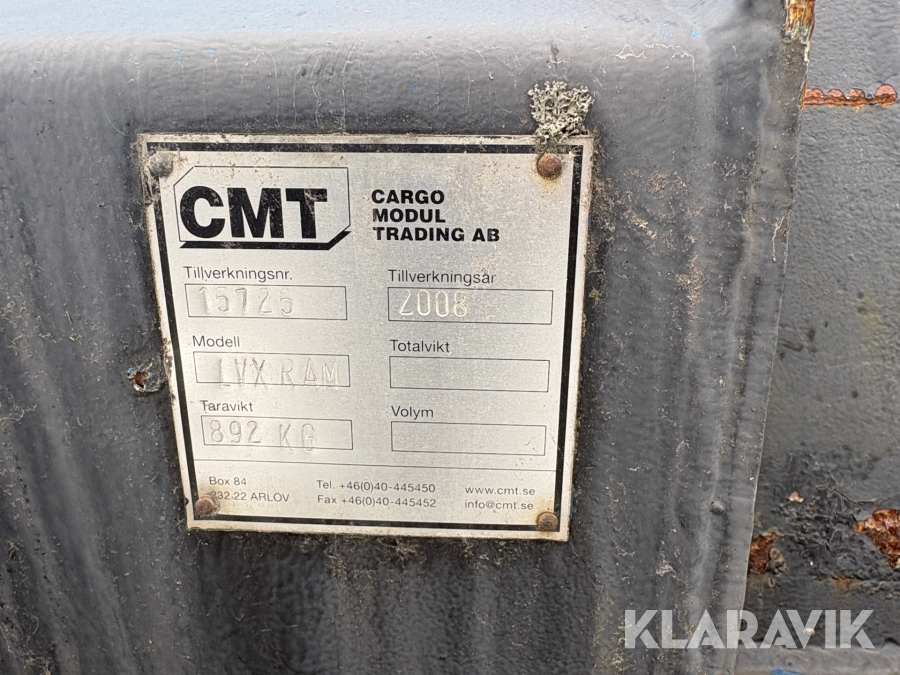 CMT
CARGO
MODUL
TRADING AB
Tillverkningsnr.
15725
Tillverkningsår
2008
Modell
LVX RAM
Totalvikt
Taravikt
892 KG
Volym
Box 84
232 22 ARLÖV
Tel. +46(0)40-445450
Fax +46(0)40-445452
www.cmt.se
info@cmt.se
KLARAVIK